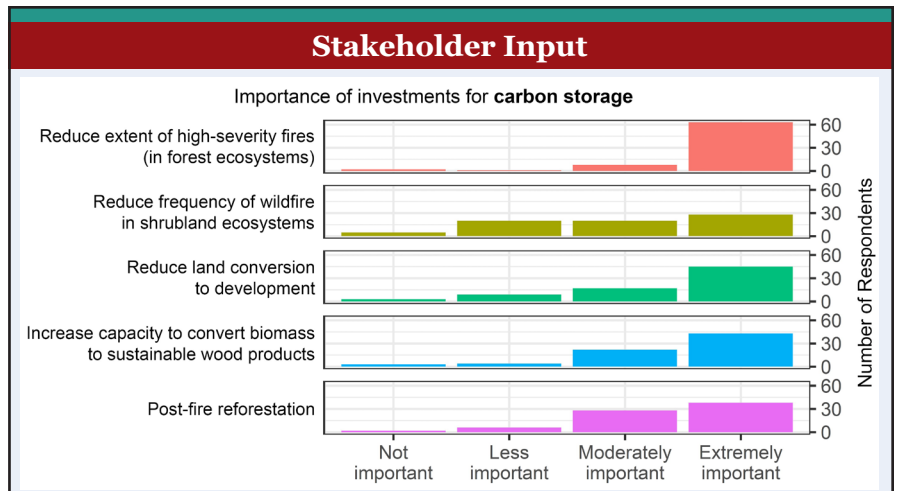 Stakeholder Input
Importance of investments for carbon storage
Reduce extent of high-severity fires
(in forest ecosystems)
60
30
0
Reduce frequency of wildfire
in shrubland ecosystems
60
30
0
Reduce land conversion
to development
60
30
0
Increase capacity to convert biomass
to sustainable wood products
60
30
0
Post-fire reforestation
60
30
0
Number of Respondents
Not
important
Less
important
Moderately
important
Extremely
important